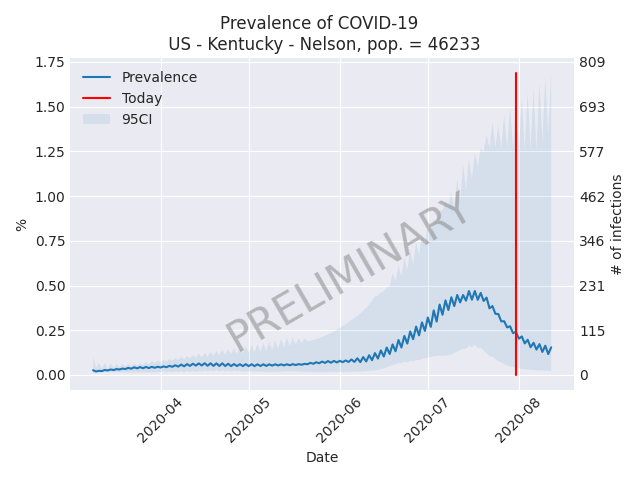 Prevalence of COVID-19
US - Kentucky - Nelson, pop. = 46233
Prevalence
Today
95CI
1.75
1.50
1.25
1.00
0.75
0.50
0.25
0.00
%
809
693
577
462
346
231
115
0
# of infections
PRELIMINARY
2020-04
2020-05
2020-06
2020-07
2020-08
Date